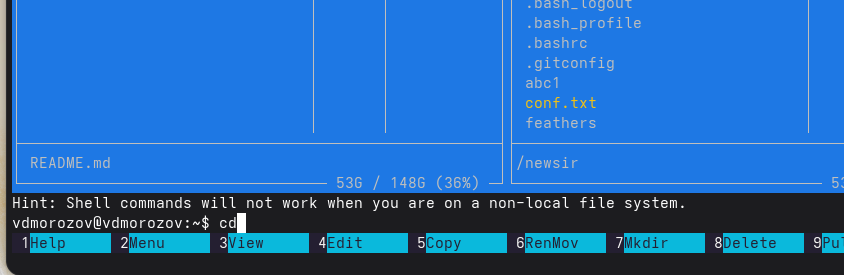 .bash_logout
.bash_profile
.bashrc
.gitconfig
abc1
conf.txt
feathers
README.md
/newsir
53G / 148G (36%)
53
Hint: Shell commands will not work when you are on a non-local file system.
vdmorozov@vdmorozov:~$ cd
1Help 2Menu 3View 4Edit 5Copy 6RenMov 7Mkdir 8Delete 9Pul